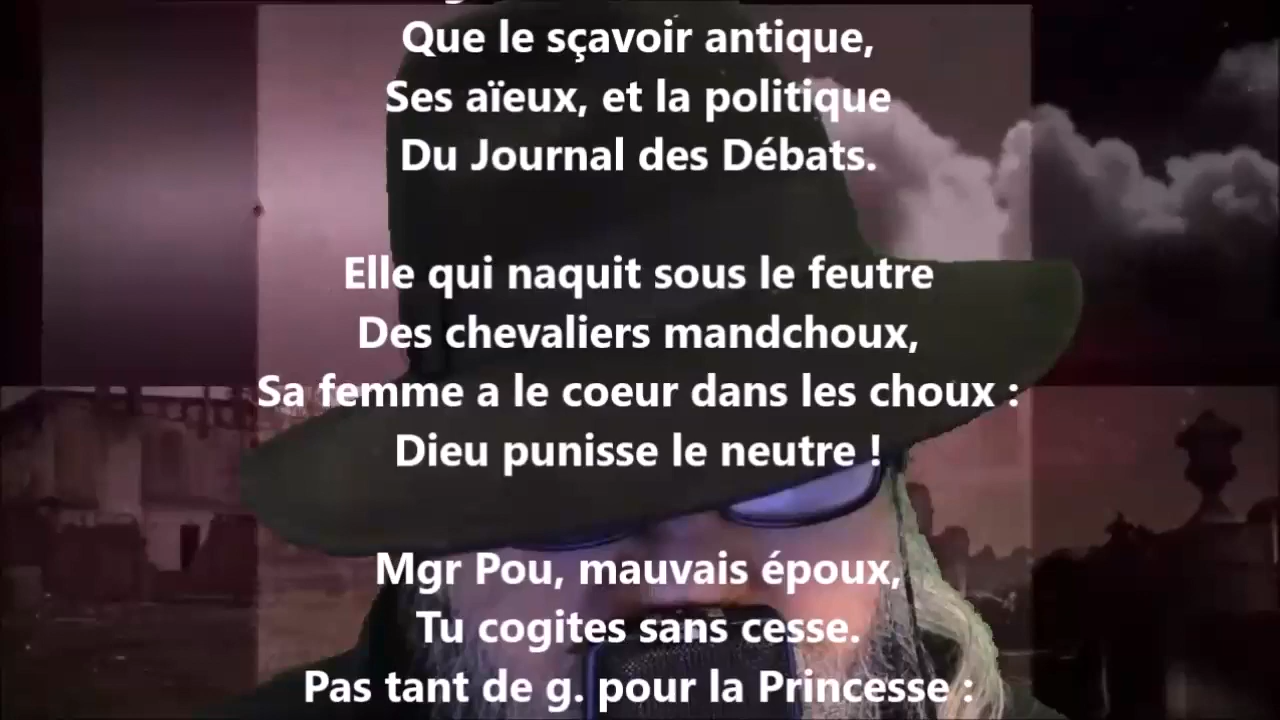 Que le sçavoir antique,
Ses aïeux, et la politique
Du Journal des Débats.
Elle qui naquit sous le feutre
Des chevaliers mandchoux,
Sa femme a le coeur dans les choux :
Dieu punisse le neutre !
Mgr Pou, mauvais époux,
Tu cogites sans cesse.
Pas tant de g. pour la Princesse :